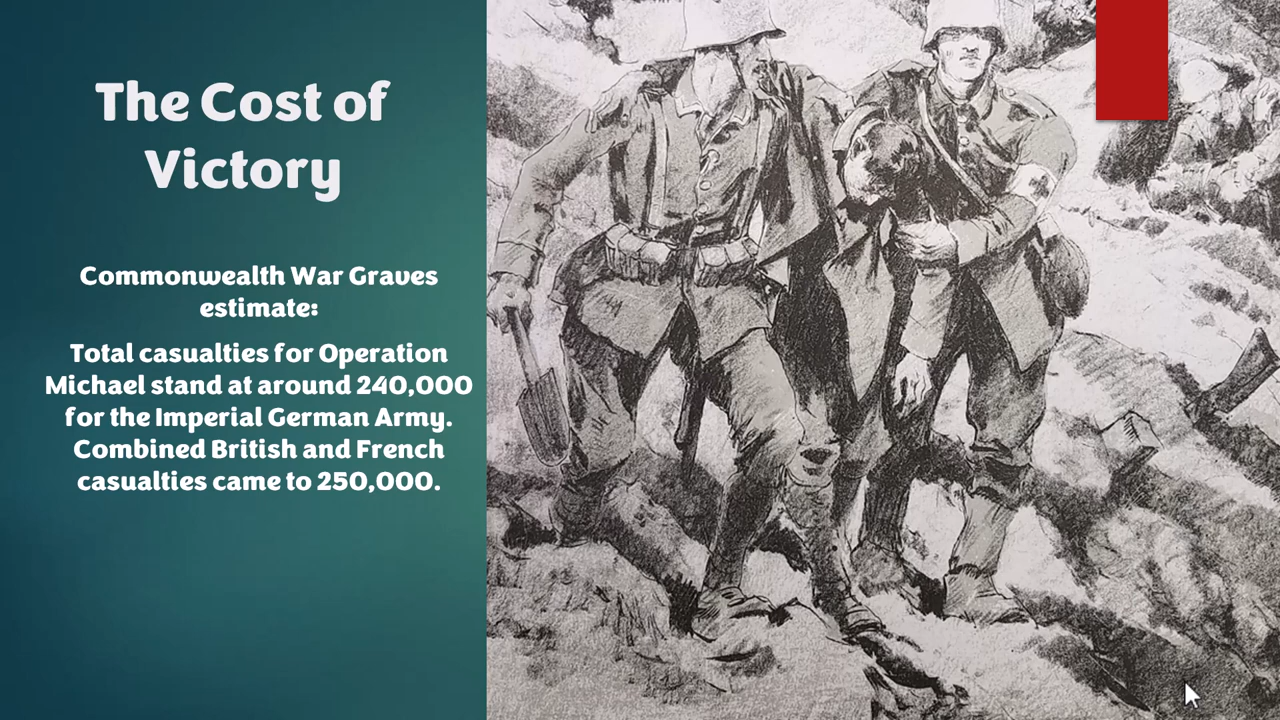 The Cost of
Victory
Commonwealth War Graves
estimate:
Total casualties for Operation
Michael stand at around 240,000
for the Imperial German Army.
Combined British and French
casualties came to 250,000.